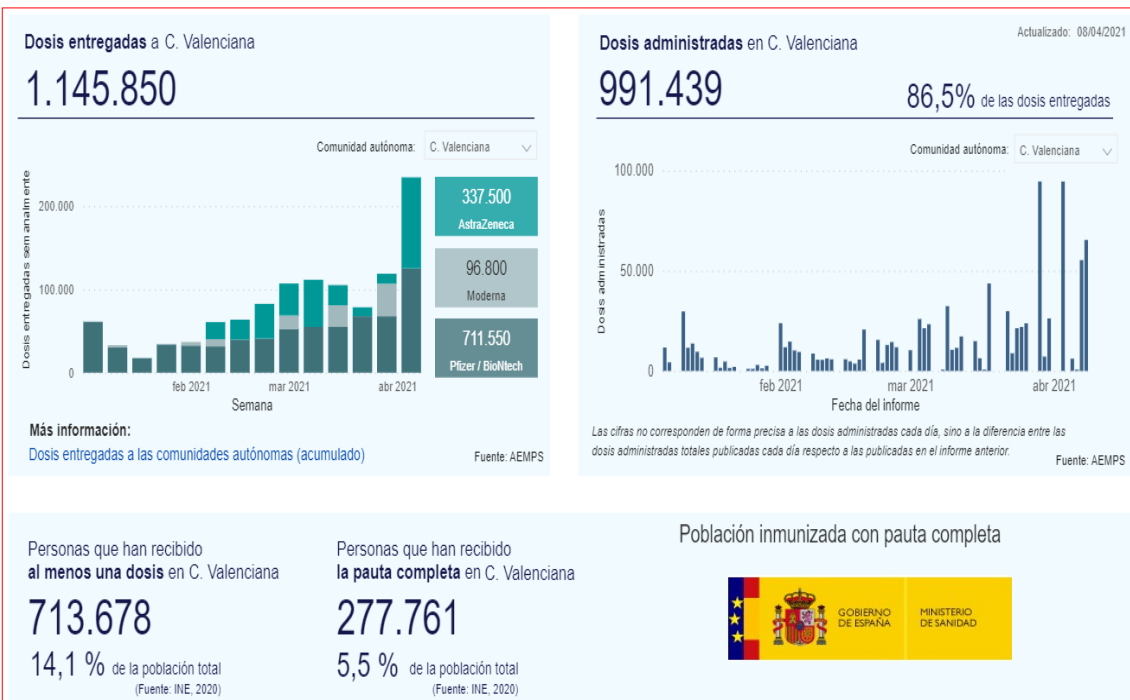 Dosis entregadas a C. Valenciana
1.145.850
Comunidad autónoma: C. Valenciana
Dosis entregadas semanalmente
200.000
100.000
0
feb 2021 mar 2021 abr 2021
Semana
337.500
AstraZeneca
96.800
Moderna
711.550
Pfizer / BioNtech
Más información:
Dosis entregadas a las comunidades autónomas (acumulado)
Fuente: AEMPS
Actualizado: 08/04/2021
Dosis administradas en C. Valenciana
991.439
86,5% de las dosis entregadas
Comunidad autónoma: C. Valenciana
Dosis administradas
100.000
50.000
0
feb 2021 mar 2021 abr 2021
Fecha del informe
Las cifras no corresponden de forma precisa a las dosis administradas cada día, sino a la diferencia entre las
dosis administradas totales publicadas cada día respecto a las publicadas en el informe anterior.
Fuente: AEMPS
Personas que han recibido
al menos una dosis en C. Valenciana
713.678
14,1 % de la población total
(Fuente: INE, 2020)
Personas que han recibido
la pauta completa en C. Valenciana
277.761
5,5 % de la población total
(Fuente: INE, 2020)
Población inmunizada con pauta completa
GOBIERNO
DE ESPAÑA
MINISTERIO
DE SANIDAD